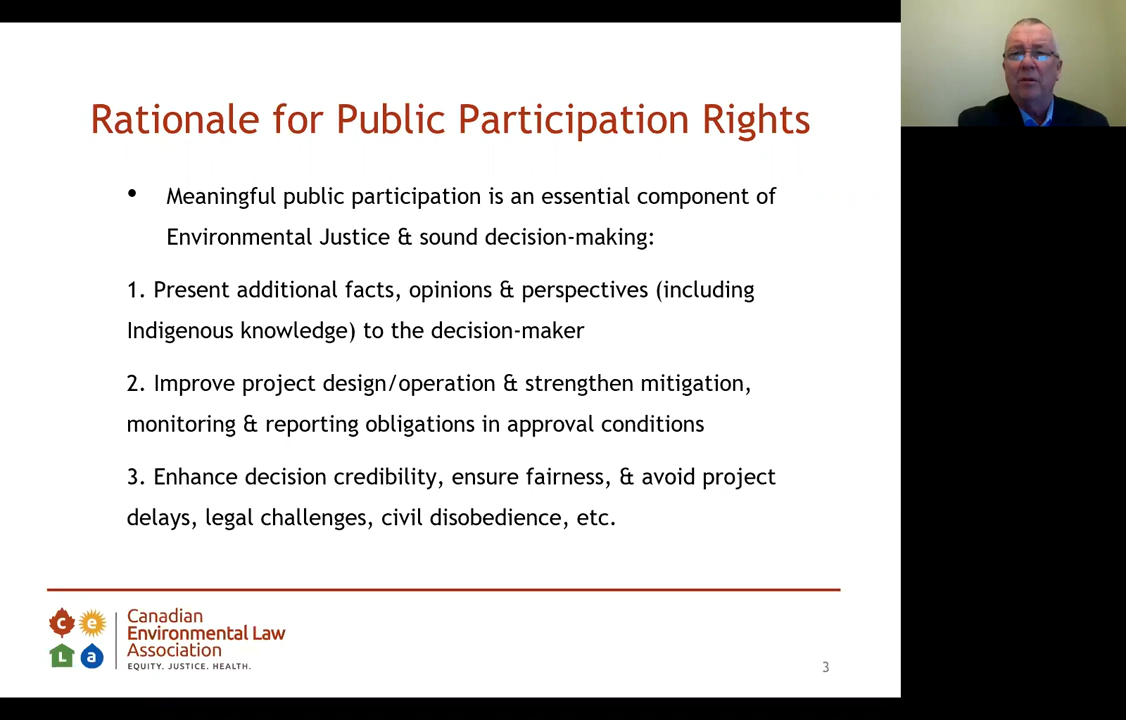 Rationale for Public Participation Rights
• Meaningful public participation is an essential component of
Environmental Justice & sound decision-making:
1. Present additional facts, opinions & perspectives (including
Indigenous knowledge) to the decision-maker
2. Improve project design/operation & strengthen mitigation,
monitoring & reporting obligations in approval conditions
3. Enhance decision credibility, ensure fairness, & avoid project
delays, legal challenges, civil disobedience, etc.
c e
L a
Canadian
Environmental Law
Association
EQUITY. JUSTICE. HEALTH.
3